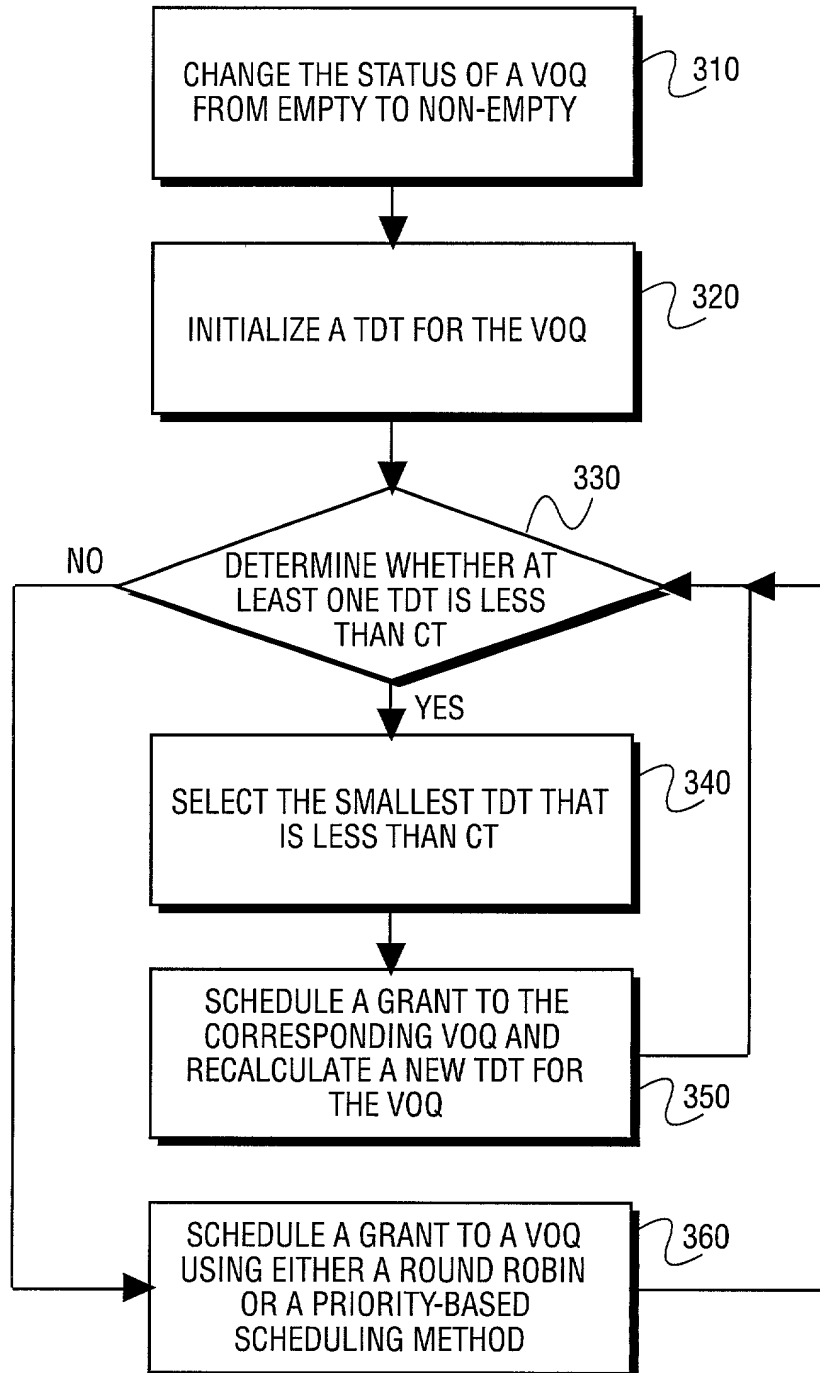 CHANGE THE STATUS OF A VOQ
FROM EMPTY TO NON-EMPTY
310
INITIALIZE A TDT FOR THE VOQ
320
330
NO
DETERMINE WHETHER AT
LEAST ONE TDT IS LESS
THAN CT
YES
SELECT THE SMALLEST TDT THAT
IS LESS THAN CT
340
SCHEDULE A GRANT TO THE
CORRESPONDING VOQ AND
RECALCULATE A NEW TDT FOR
THE VOQ
350
SCHEDULE A GRANT TO A VOQ
USING EITHER A ROUND ROBIN
OR A PRIORITY-BASED
SCHEDULING METHOD
360